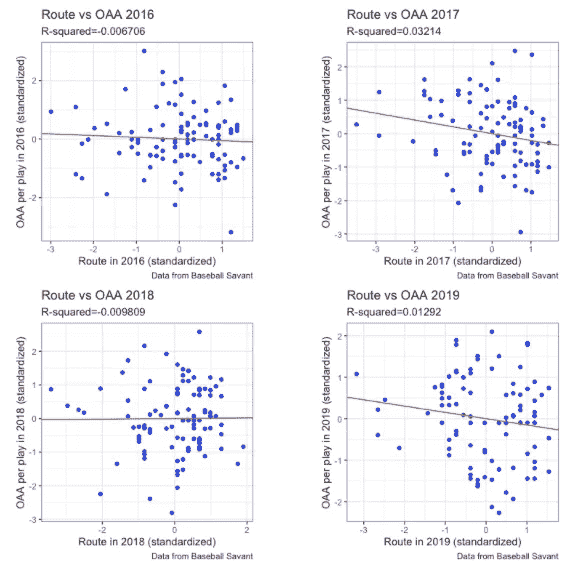 Route vs OAA 2016
R-squared=-0.006706
OAA per play in 2016 (standardized)
2
0
-2
-3
-2
-1
0
1
Route in 2016 (standardized)
Data from Baseball Savant
Route vs OAA 2017
R-squared=0.03214
OAA per play in 2017 (standardized)
2
1
0
-1
-2
-3
-3
-2
-1
0
1
Route in 2017 (standardized)
Data from Baseball Savant
Route vs OAA 2018
R-squared=-0.009809
OAA per play in 2018 (standardized)
2
1
0
-1
-2
-3
-2
0
2
Route in 2018 (standardized)
Data from Baseball Savant
Route vs OAA 2019
R-squared=0.01292
OAA per play in 2019 (standardized)
2
1
0
-1
-2
-3
-2
-1
0
1
Route in 2019 (standardized)
Data from Baseball Savant